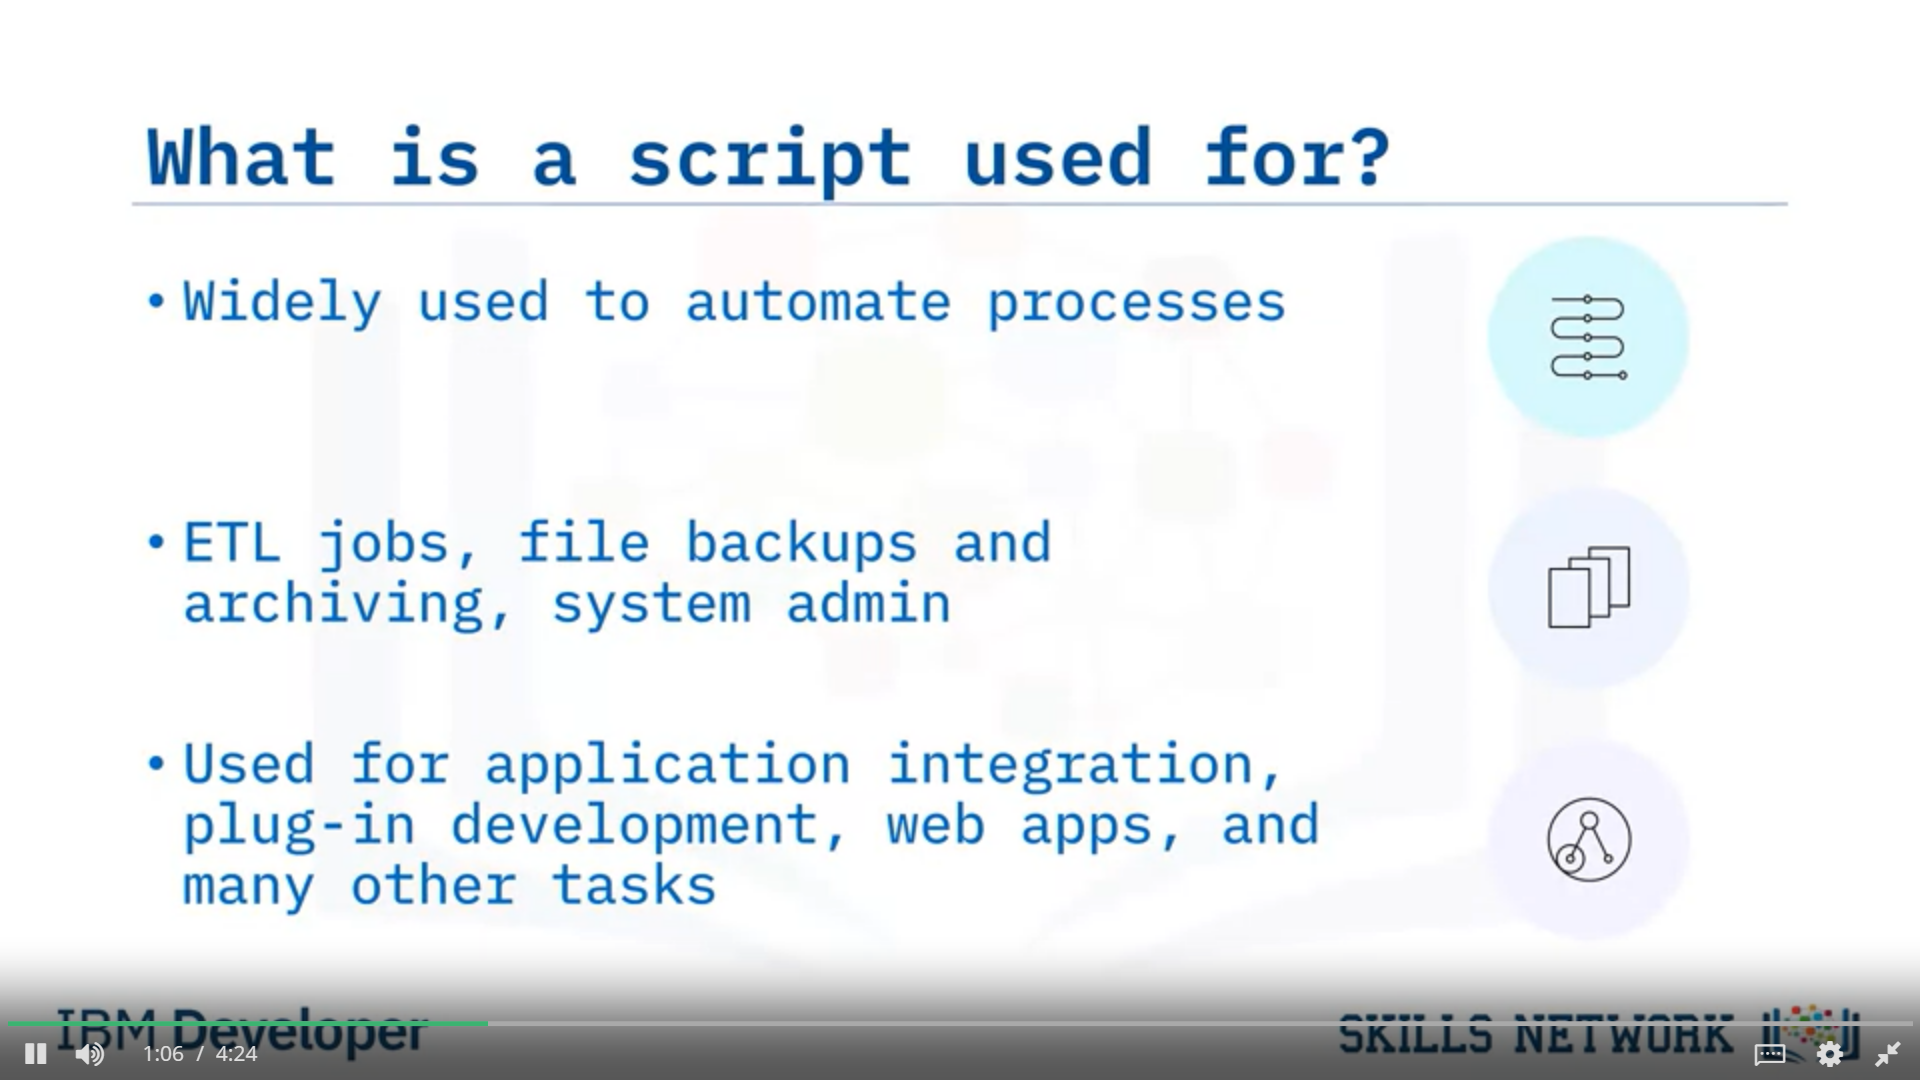 What is a script used for?
• Widely used to automate processes
• ETL jobs, file backups and
archiving, system admin
• Used for application integration,
plug-in development, web apps, and
many other tasks
IBM Developer
SKILLS NETWORK
1:06 / 4:24